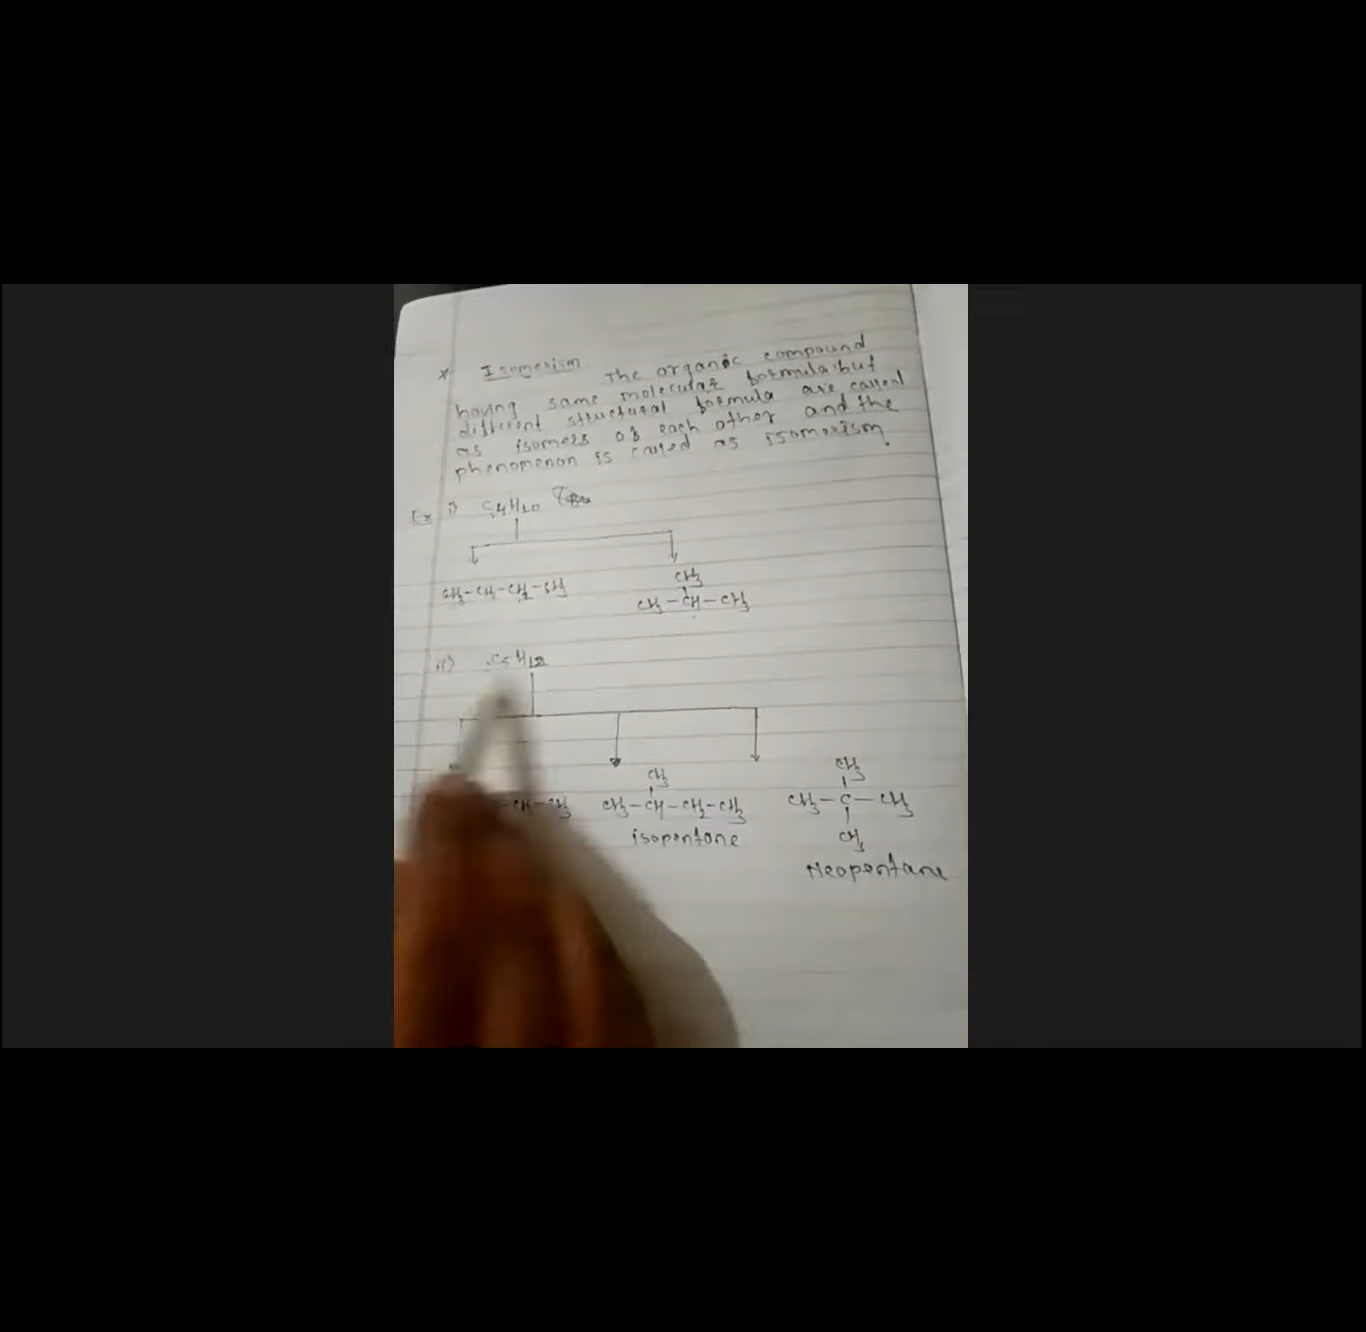 * Isomerism The organic compound
having same molecular formula but
different structural formula are called
as isomers of each other and the
phenomenon is called as isomerism.
Ex i) C4H10
CH3-CH2-CH2-CH3
CH3
CH3-CH-CH3
ii) C5H12
CH3
CH3-CH-CH2-CH3
isopentane
CH3
CH3-C-CH3
CH3
Neopentane